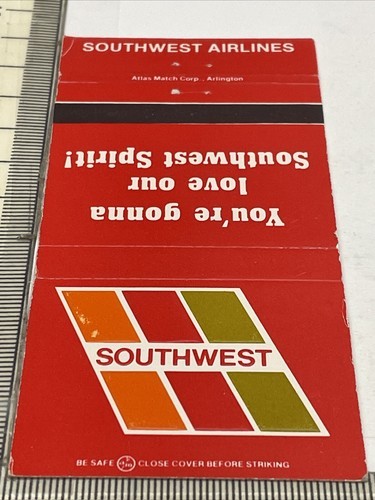 SOUTHWEST AIRLINES
Atlas Match Corp., Arlington
You're gonna
love our
Southwest Spirit!
SOUTHWEST
BE SAFE CLOSE COVER BEFORE STRIKING